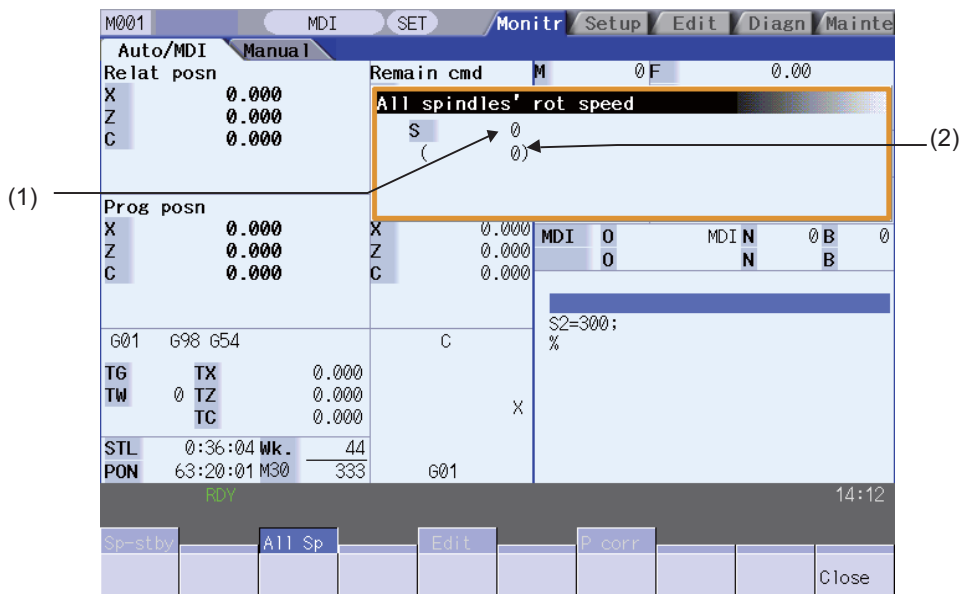 M001 MDI SET Monitr Setup Edit Diagn Mainte
Auto/MDI Manual
Relat posn Remain cmd M 0 F 0.00
X 0.000
Z 0.000
C 0.000
All spindles' rot speed
S 0
( 0)
(1)
(2)
Prog posn
X 0.000 X 0.000
Z 0.000 Z 0.000
C 0.000 C 0.000
MDI O MDI N 0 B 0
O N B
S2=300;
%
G01 G98 G54
TG TX 0.000
TW 0 TZ 0.000
TC 0.000
C
X
G01
STL 0:36:04 Wk. 44
PON 63:20:01 M30 333
RDY 14:12
Sp-stby All Sp Edit P corr
Close